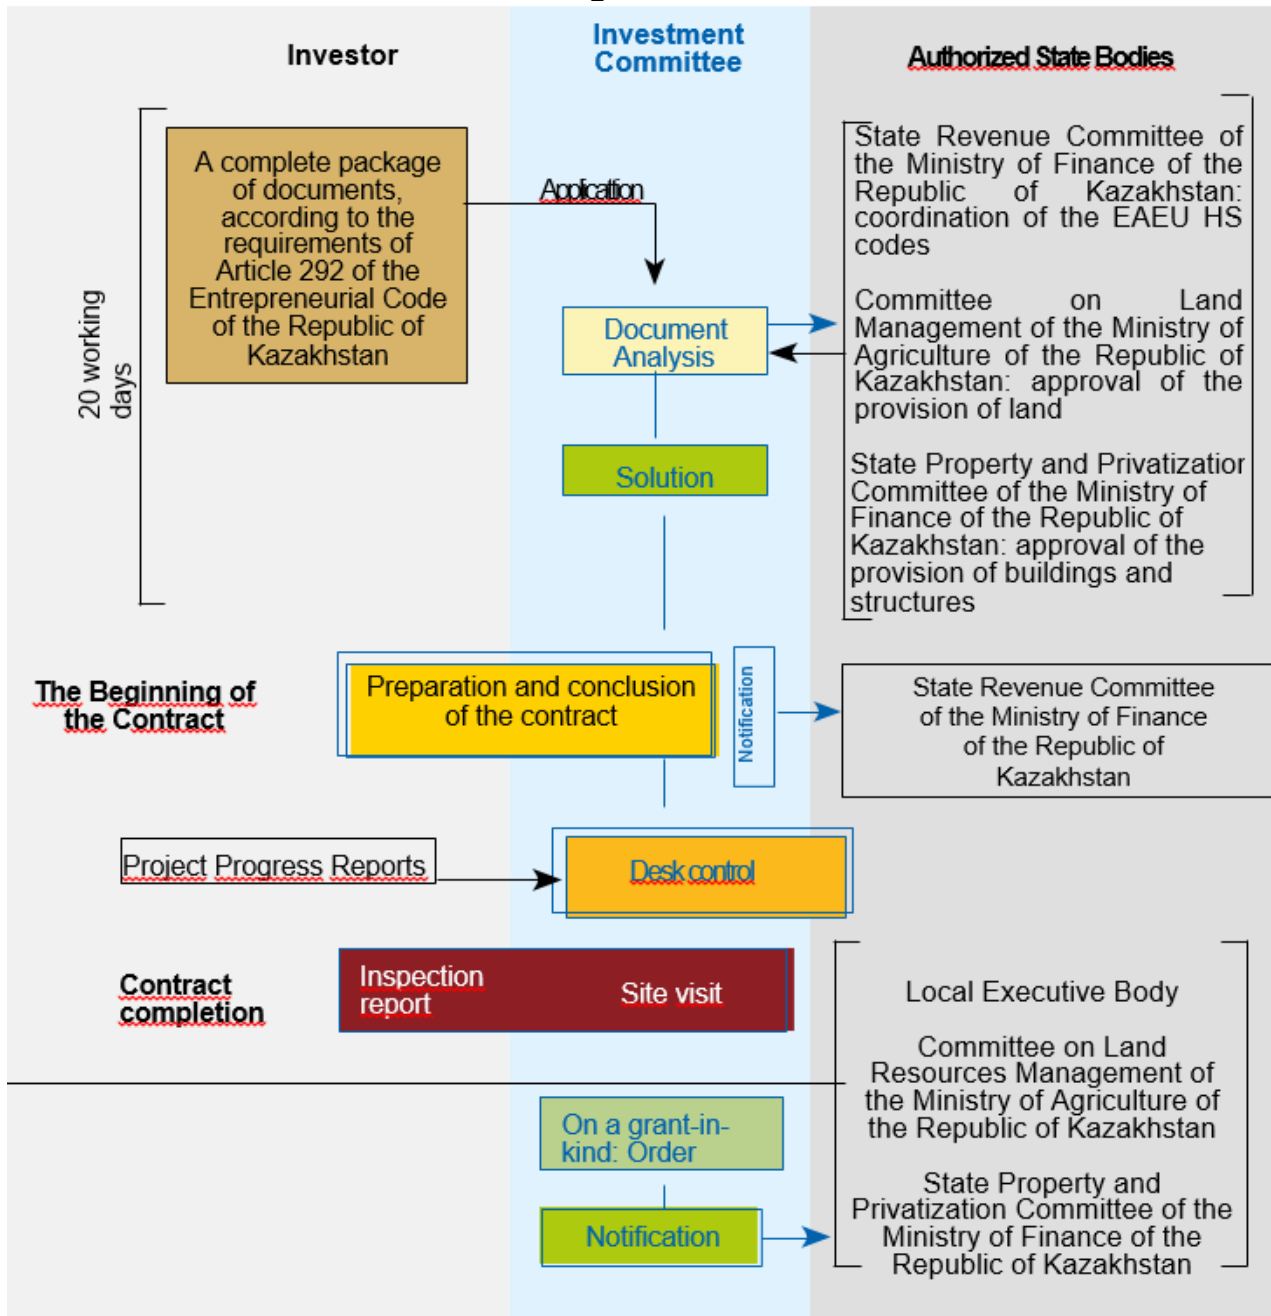 Investor
Investment
Committee
Authorized State Bodies
20 working
days
A complete package
of documents,
according to the
requirements of
Article 292 of the
Entrepreneurial Code
of the Republic of
Kazakhstan
Application
Document
Analysis
Solution
State Revenue Committee of
the Ministry of Finance of the
Republic of Kazakhstan:
coordination of the EAEU HS
codes
Committee on Land
Management of the Ministry of
Agriculture of the Republic of
Kazakhstan: approval of the
provision of land
State Property and Privatization
Committee of the Ministry of
Finance of the Republic of
Kazakhstan: approval of the
provision of buildings and
structures
The Beginning of
the Contract
Preparation and conclusion
of the contract
Notification
State Revenue Committee
of the Ministry of Finance
of the Republic of
Kazakhstan
Project Progress Reports
Desk control
Contract
completion
Inspection
report
Site visit
On a grant-in-
kind: Order
Notification
Local Executive Body
Committee on Land
Resources Management of
the Ministry of Agriculture of
the Republic of Kazakhstan
State Property and
Privatization Committee of the
Ministry of Finance of the
Republic of Kazakhstan